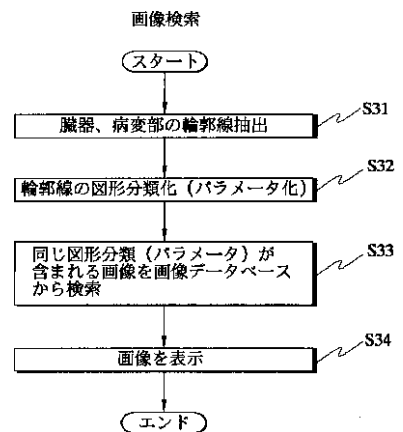 画像検索
スタート
S31
臓器、病変部の輪郭線抽出
S32
輪郭線の図形分類化（パラメータ化）
S33
同じ図形分類（パラメータ）が
含まれる画像を画像データベース
から検索
S34
画像を表示
エンド